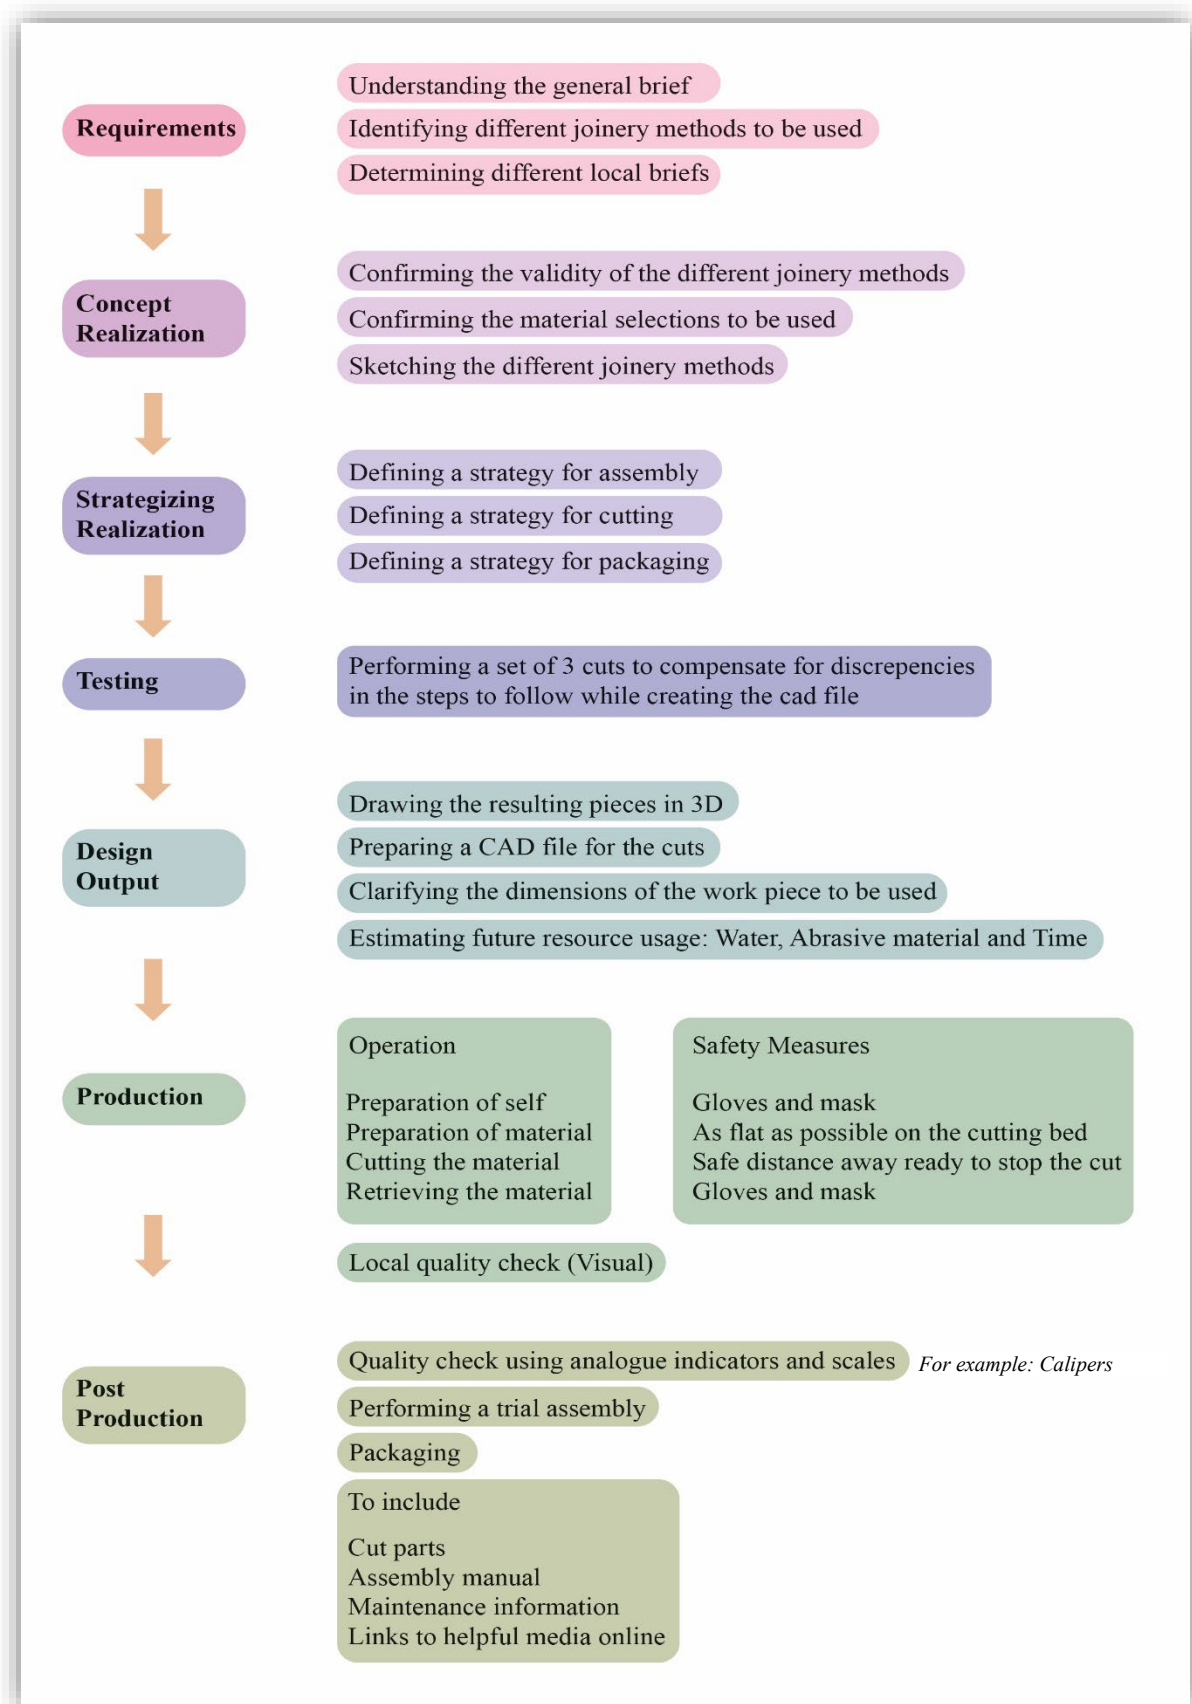 Requirements
Understanding the general brief
Identifying different joinery methods to be used
Determining different local briefs
Concept
Realization
Confirming the validity of the different joinery methods
Confirming the material selections to be used
Sketching the different joinery methods
Strategizing
Realization
Defining a strategy for assembly
Defining a strategy for cutting
Defining a strategy for packaging
Testing
Performing a set of 3 cuts to compensate for discrepencies
in the steps to follow while creating the cad file
Design
Output
Drawing the resulting pieces in 3D
Preparing a CAD file for the cuts
Clarifying the dimensions of the work piece to be used
Estimating future resource usage: Water, Abrasive material and Time
Production
Operation
Preparation of self
Preparation of material
Cutting the material
Retrieving the material
Safety Measures
Gloves and mask
As flat as possible on the cutting bed
Safe distance away ready to stop the cut
Gloves and mask
Local quality check (Visual)
Post
Production
Quality check using analogue indicators and scales For example: Calipers
Performing a trial assembly
Packaging
To include
Cut parts
Assembly manual
Maintenance information
Links to helpful media online